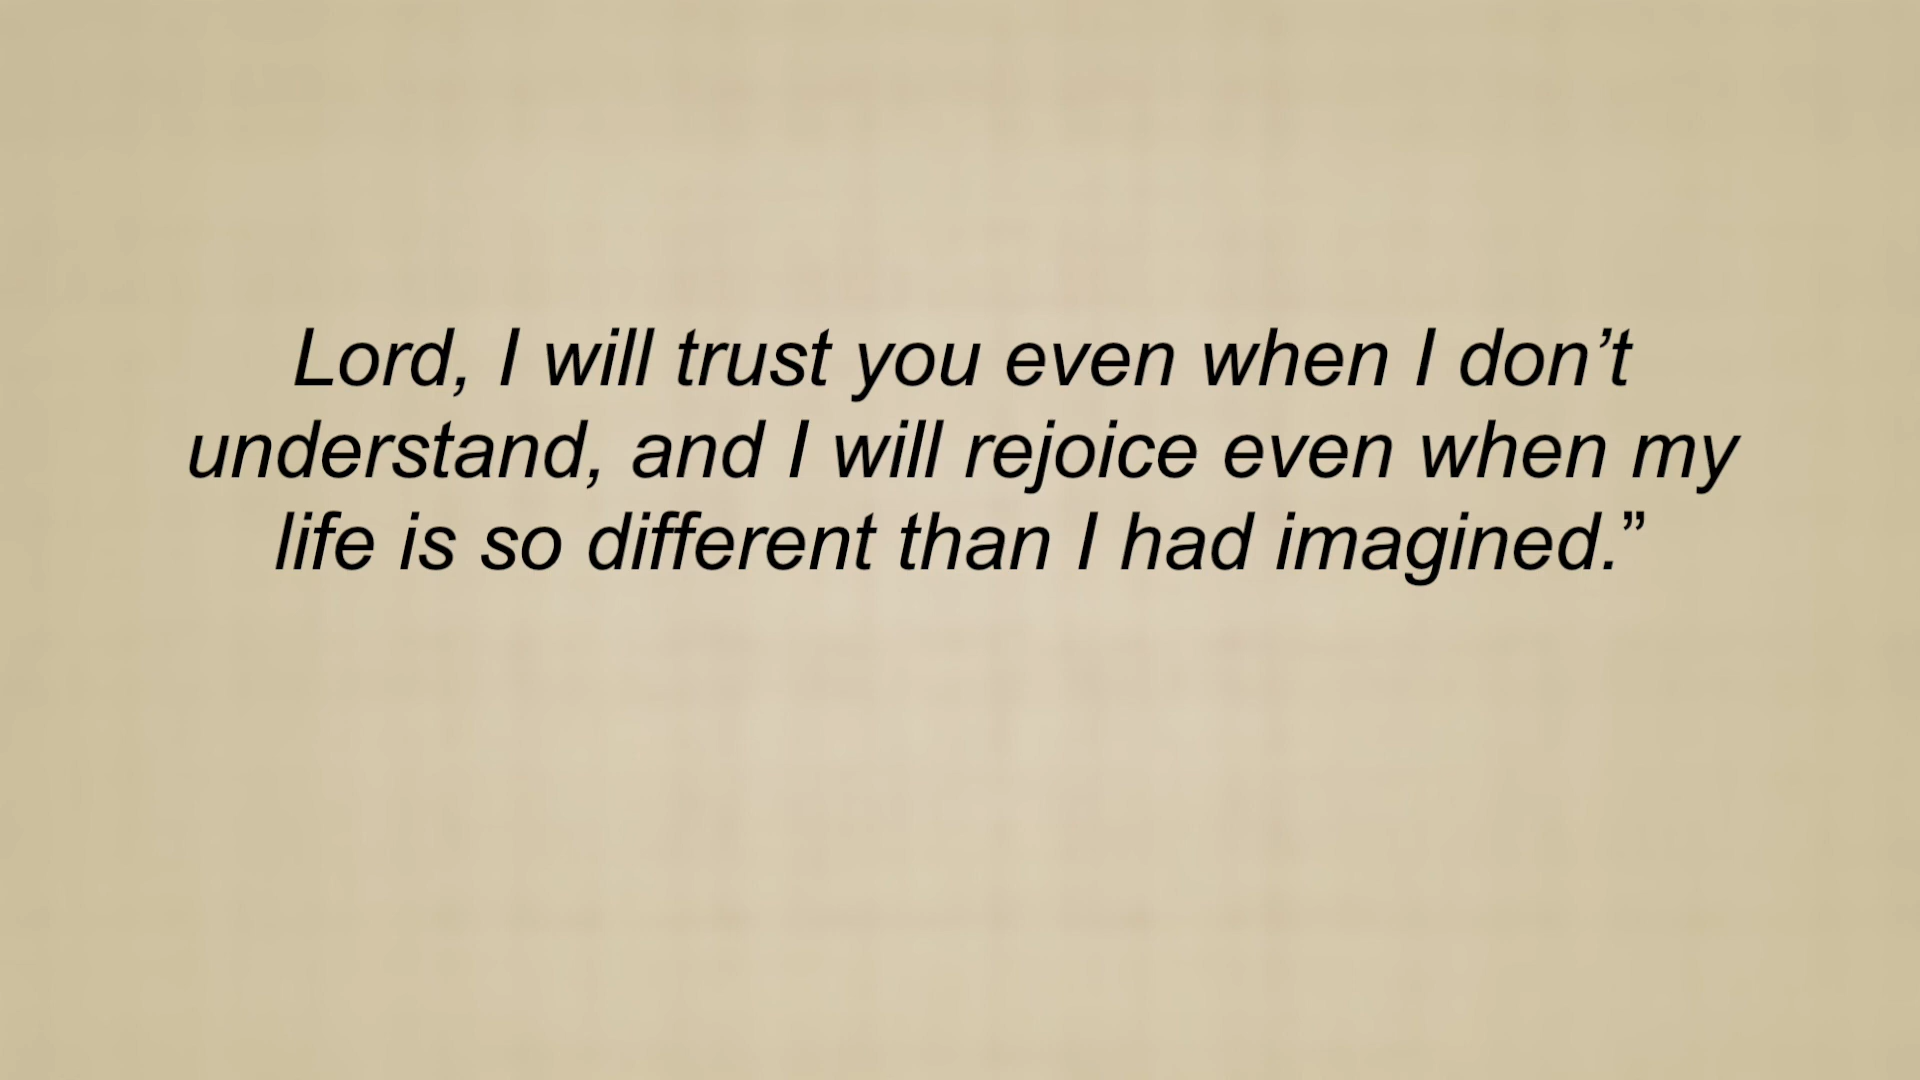 Lord, I will trust you even when I don’t
understand, and I will rejoice even when my
life is so different than I had imagined.”